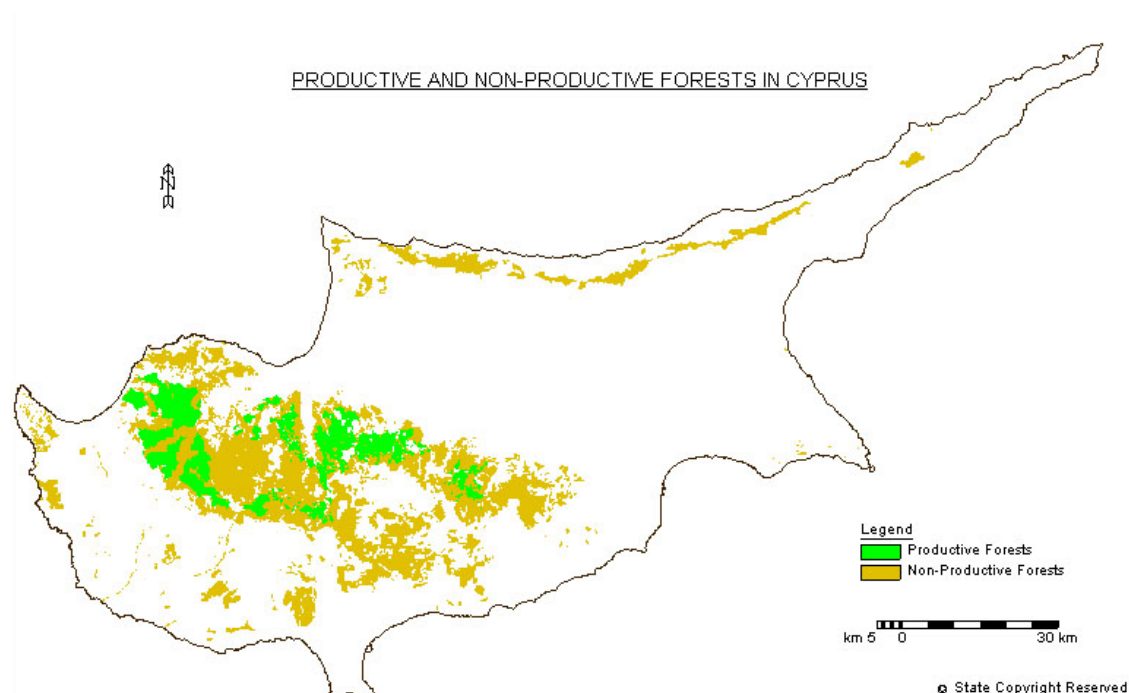 PRODUCTIVE AND NON-PRODUCTIVE FORESTS IN CYPRUS
N
Legend
Productive Forests
Non-Productive Forests
km 5 0 30 km
© State Copyright Reserved